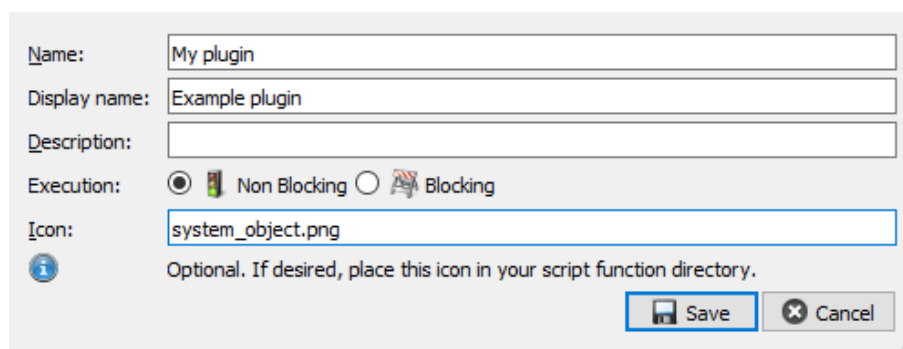 Name: My plugin
Display name: Example plugin
Description:
Execution: Non Blocking Blocking
Icon: system_object.png
Optional. If desired, place this icon in your script function directory.
Save Cancel